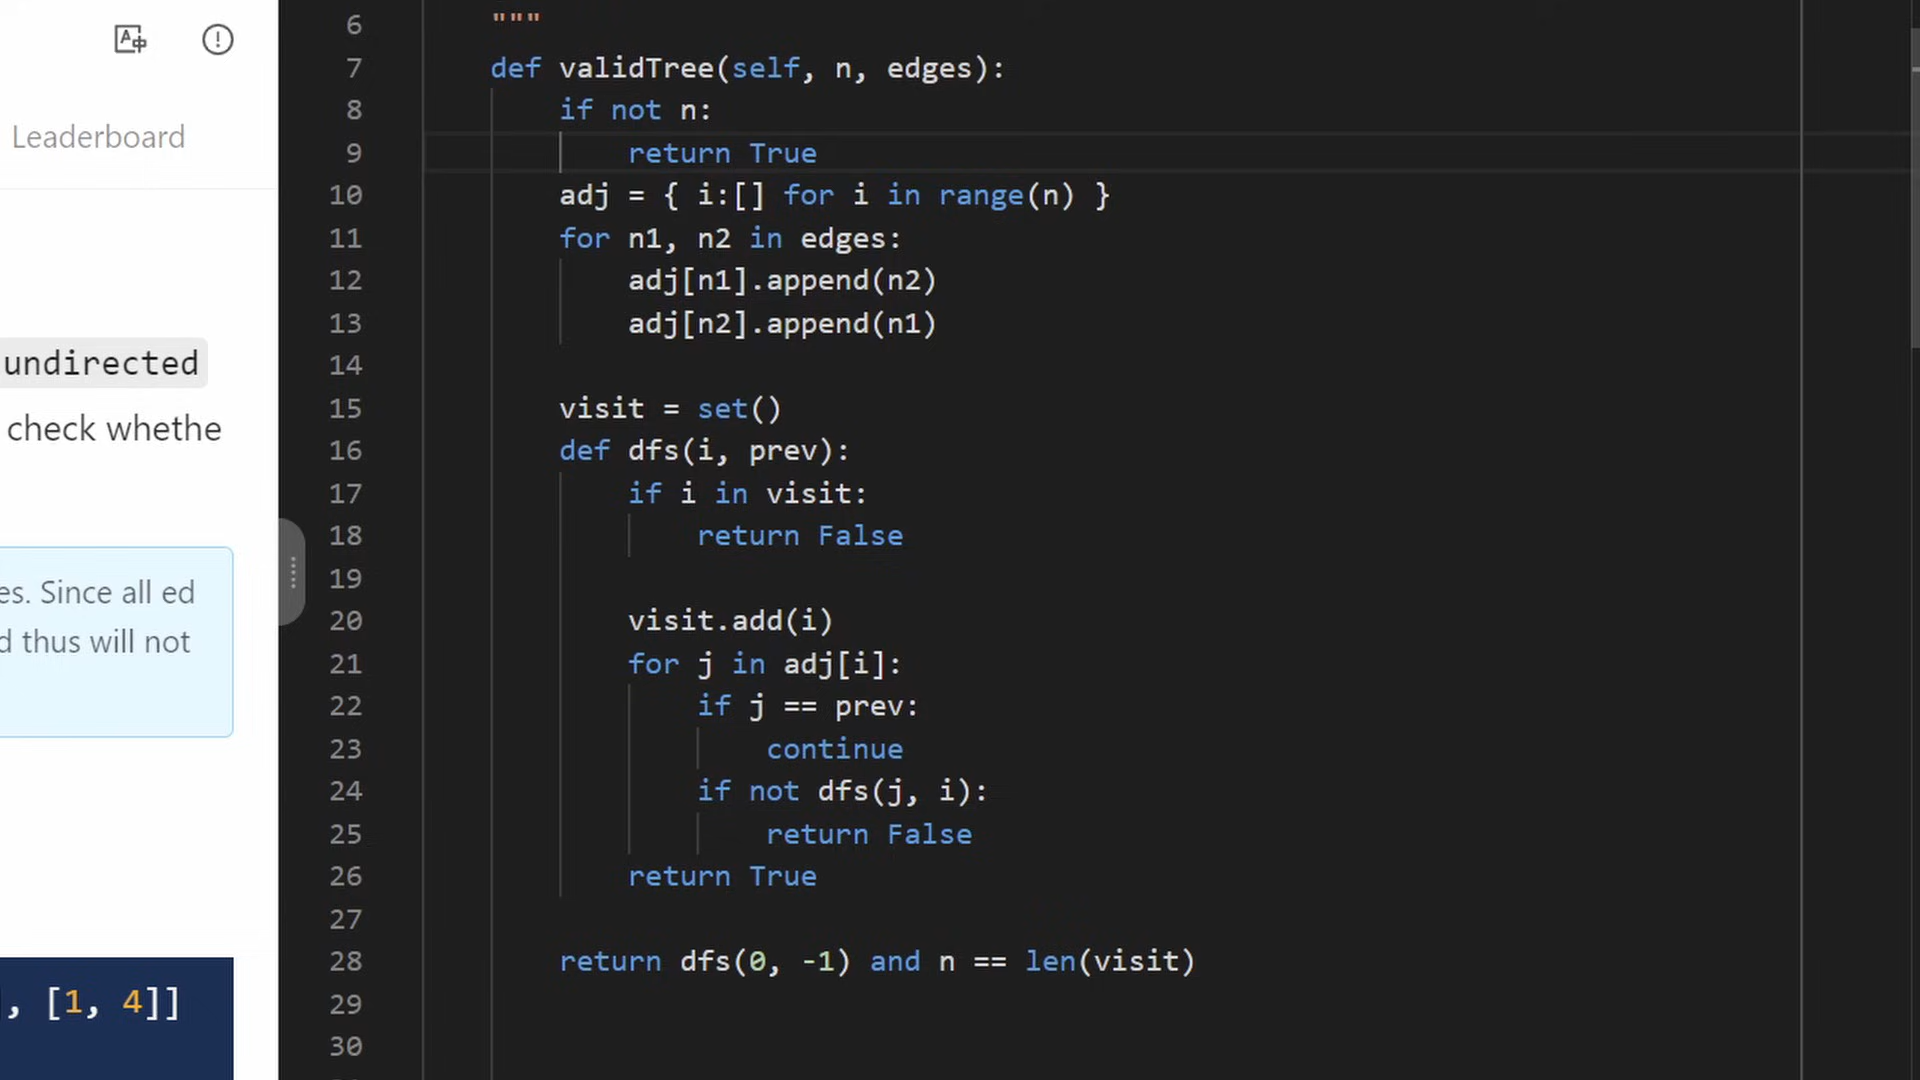 Leaderboard
undirected
check whethe
es. Since all ed
d thus will not
, [1, 4]]
6 """
7 def validTree(self, n, edges):
8 if not n:
9 return True
10 adj = { i:[] for i in range(n) }
11 for n1, n2 in edges:
12 adj[n1].append(n2)
13 adj[n2].append(n1)
14
15 visit = set()
16 def dfs(i, prev):
17 if i in visit:
18 return False
19
20 visit.add(i)
21 for j in adj[i]:
22 if j == prev:
23 continue
24 if not dfs(j, i):
25 return False
26 return True
27
28 return dfs(0, -1) and n == len(visit)
29
30